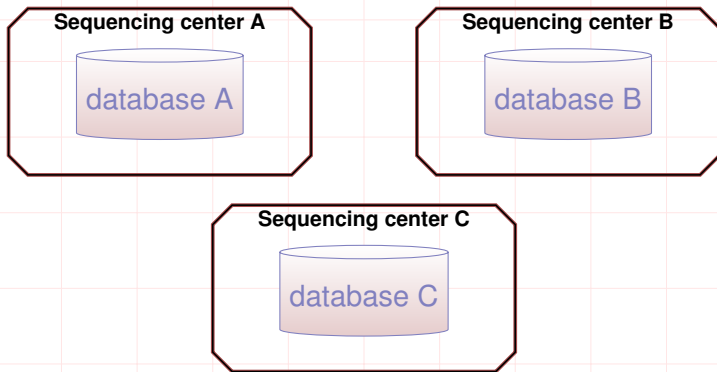 Sequencing center A
database A
Sequencing center B
database B
Sequencing center C
database C